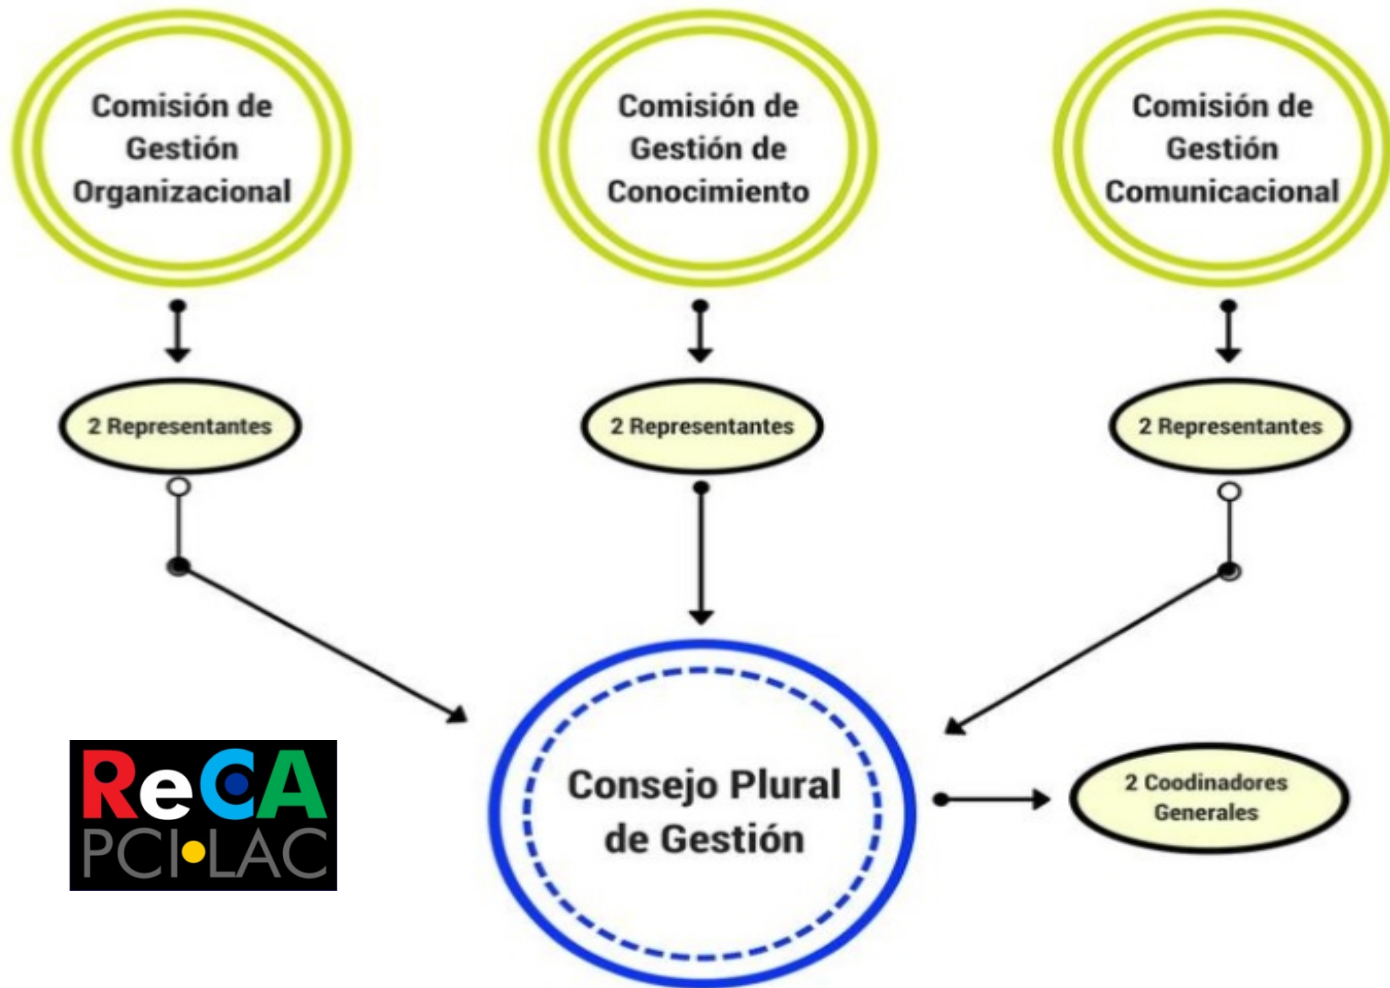 Comisión de
Gestión
Organizacional
Comisión de
Gestión de
Conocimiento
Comisión de
Gestión
Comunicacional
2 Representantes
2 Representantes
2 Representantes
Consejo Plural
de Gestión
2 Coodinadores
Generales
ReCA
PCI•LAC